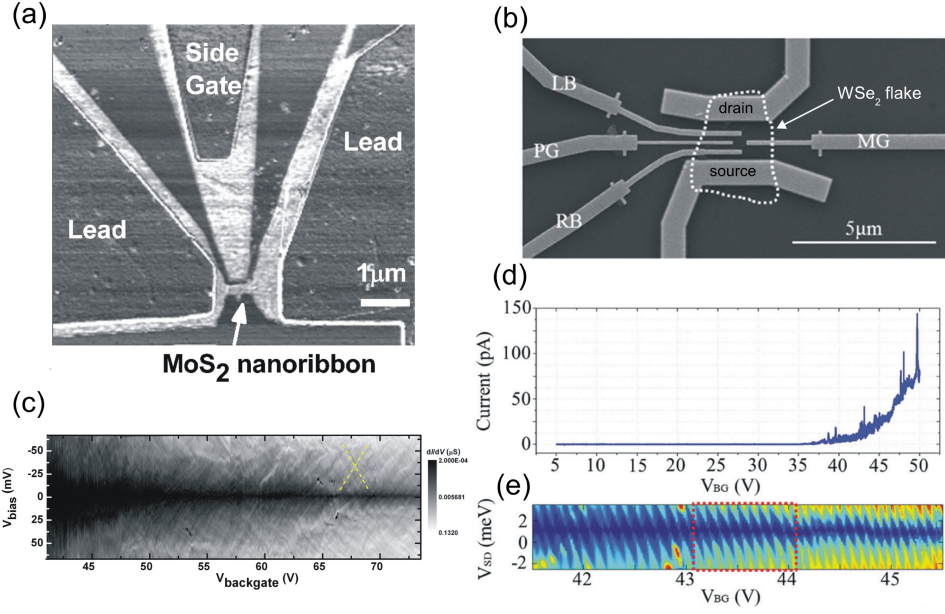 (a)
Side
Gate
Lead
Lead
1µm
MoS2 nanoribbon
(b)
LB
drain
WSe2 flake
PG
MG
source
RB
5µm
(c)
-50
-25
0
25
50
Vbias (mV)
45
50
55
60
65
70
Vbackgate (V)
dI/dV (µS)
2.000E-04
0.005681
0.1320
(d)
150
100
50
0
Current (pA)
5
10
15
20
25
30
35
40
45
50
VBG (V)
(e)
2
0
-2
VSD (meV)
42
43
44
45
VBG (V)